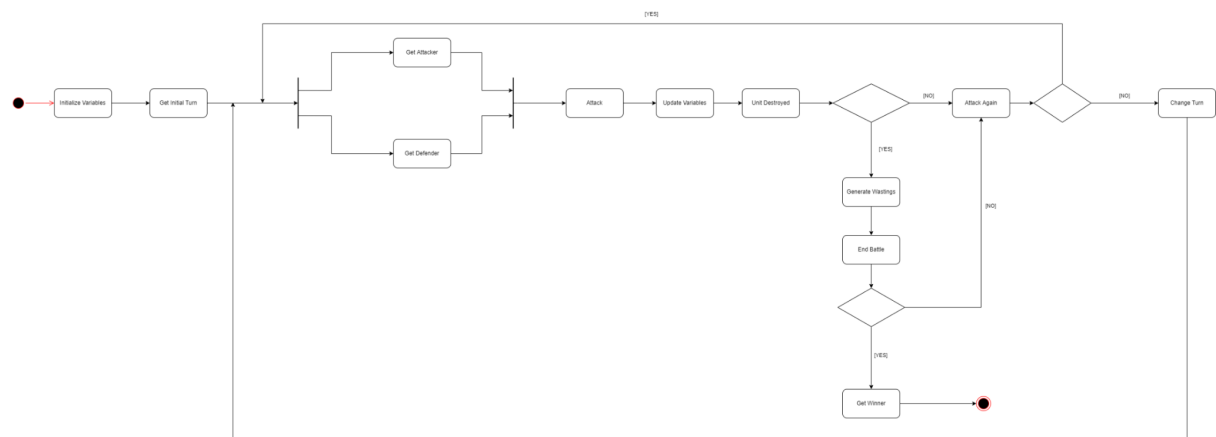 [YES]
Get Attacker
Initialize Variables
Get Initial Turn
Attack
Update Variables
Unit Destroyed
[NO]
Attack Again
[NO]
Change Turn
Get Defender
[YES]
Generate Wastings
[NO]
End Battle
[YES]
Get Winner